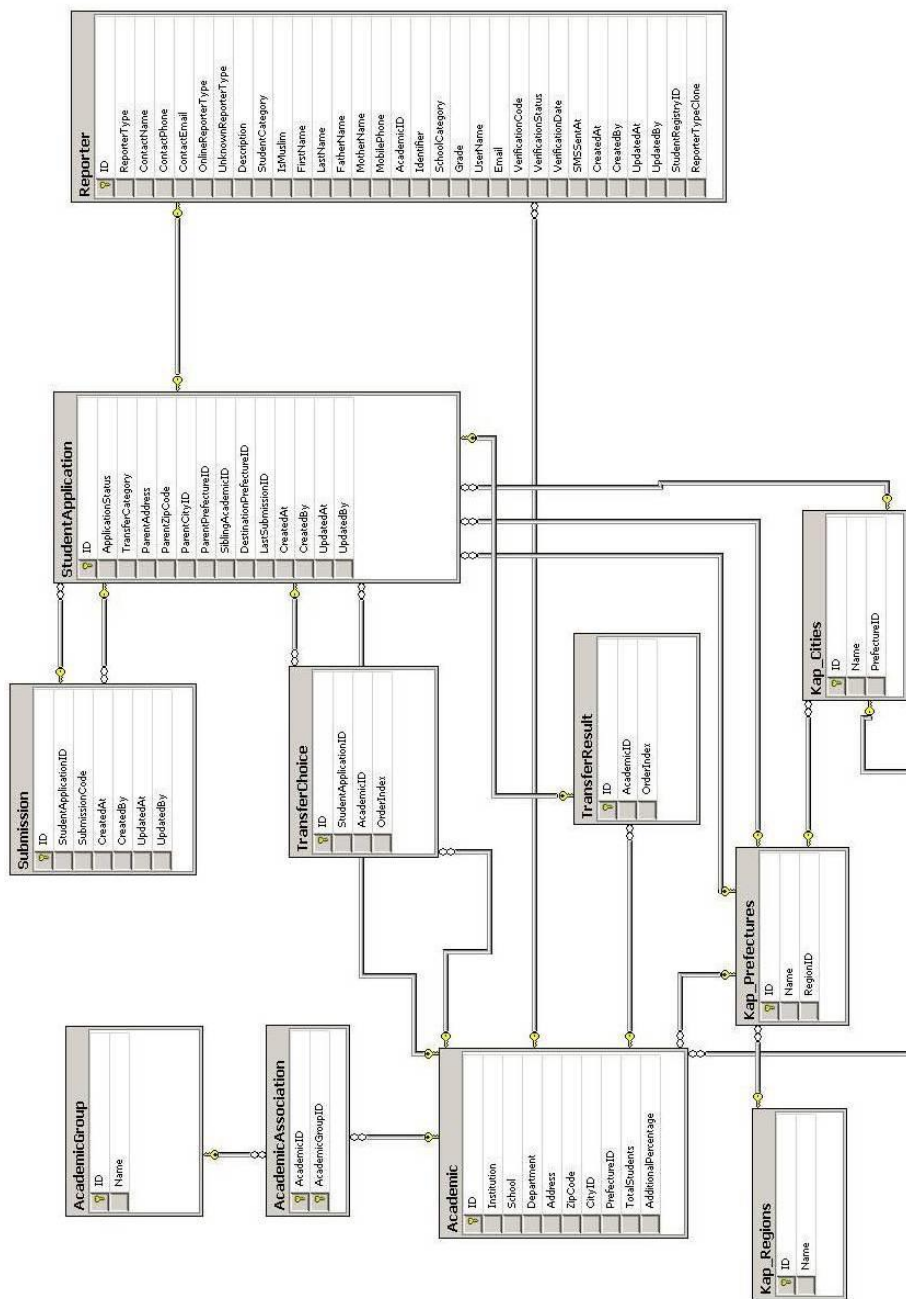 Reporter
ID
ReporterType
ContactName
ContactPhone
ContactEmail
OnlineReporterType
UnknownReporterType
Description
StudentCategory
IsMuslim
FirstName
LastName
FatherName
MotherName
MobilePhone
AcademicID
Identifier
SchoolCategory
Grade
UserName
Email
VerificationCode
VerificationStatus
VerificationDate
SMSSentAt
CreatedAt
CreatedBy
UpdatedAt
UpdatedBy
StudentRegistryID
ReporterTypeClone
StudentApplication
ID
ApplicationStatus
TransferCategory
ParentAddress
ParentZipCode
ParentCityID
ParentPrefectureID
SiblingAcademicID
DestinationPrefectureID
LastSubmissionID
CreatedAt
CreatedBy
UpdatedAt
UpdatedBy
Submission
ID
StudentApplicationID
SubmissionCode
CreatedAt
CreatedBy
UpdatedAt
UpdatedBy
TransferChoice
ID
StudentApplicationID
AcademicID
OrderIndex
TransferResult
ID
AcademicID
OrderIndex
Kap_Cities
ID
Name
PrefectureID
AcademicGroup
ID
Name
AcademicAssociation
AcademicID
AcademicGroupID
Academic
ID
Institution
School
Department
Address
ZipCode
CityID
PrefectureID
TotalStudents
AdditionalPercentage
Kap_Prefectures
ID
Name
RegionID
Kap_Regions
ID
Name